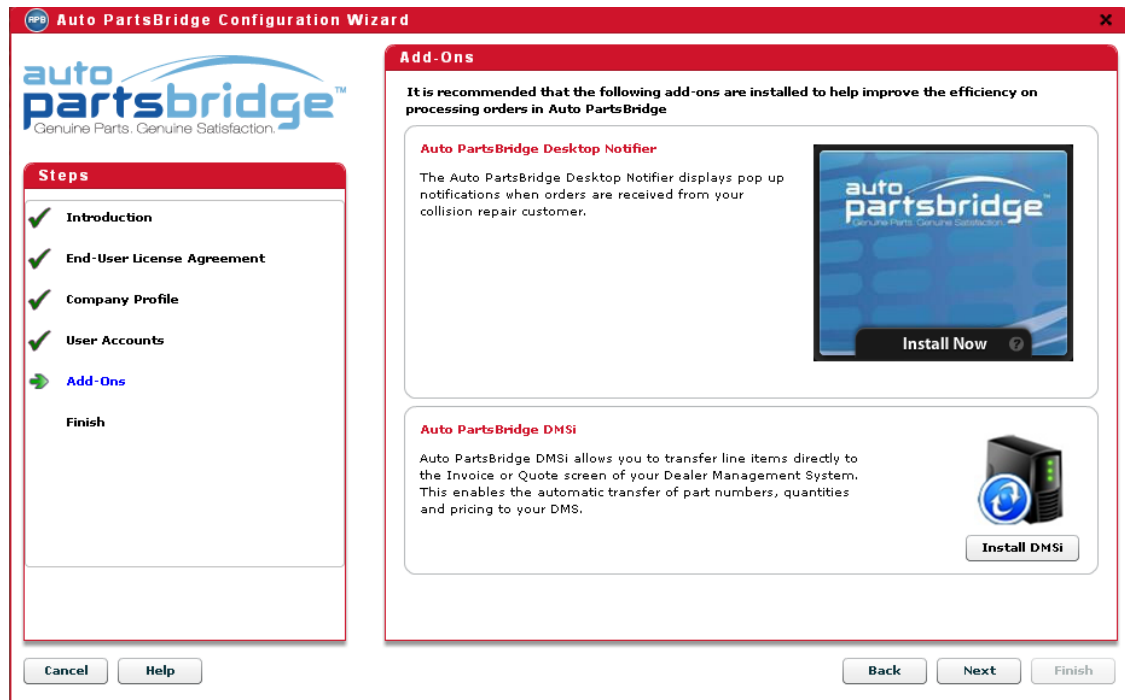 APB Auto PartsBridge Configuration Wizard
auto
partsbridge™
Genuine Parts. Genuine Satisfaction.
Steps
Introduction
End-User License Agreement
Company Profile
User Accounts
Add-Ons
Finish
Add-Ons
It is recommended that the following add-ons are installed to help improve the efficiency on
processing orders in Auto PartsBridge
Auto PartsBridge Desktop Notifier
The Auto PartsBridge Desktop Notifier displays pop up
notifications when orders are received from your
collision repair customer.
auto
partsbridge
Genuine Parts. Genuine Satisfaction.
Install Now ?
Auto PartsBridge DMSi
Auto PartsBridge DMSi allows you to transfer line items directly to
the Invoice or Quote screen of your Dealer Management System.
This enables the automatic transfer of part numbers, quantities
and pricing to your DMS.
Install DMSi
Cancel Help Back Next Finish